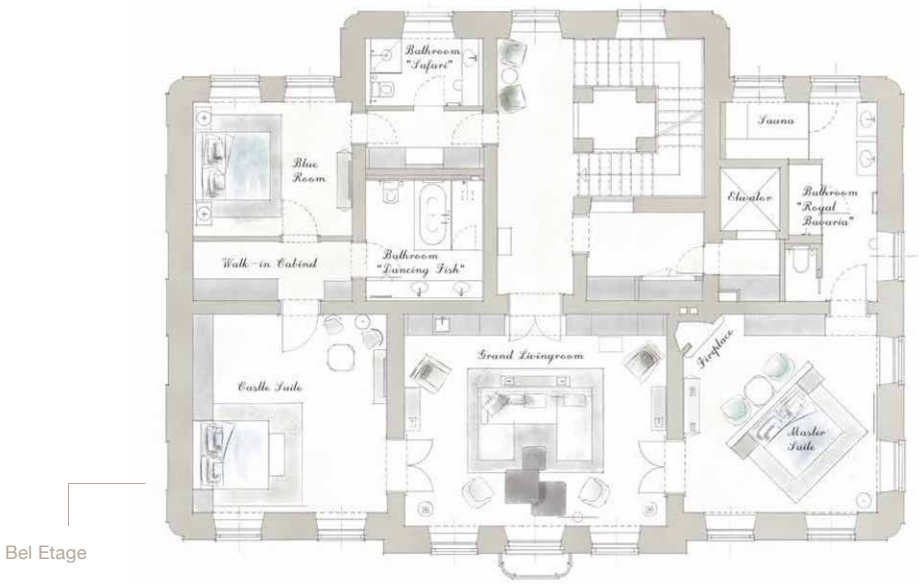 Bathroom
"Safari"
Sauna
Blue
Room
Elevator
Bathroom
"Royal
Bavaria"
Bathroom
"Dancing Fish"
Walk-in Cabinet
Fireplace
Grand Livingroom
Castle Suite
Master
Suite
Bel Etage